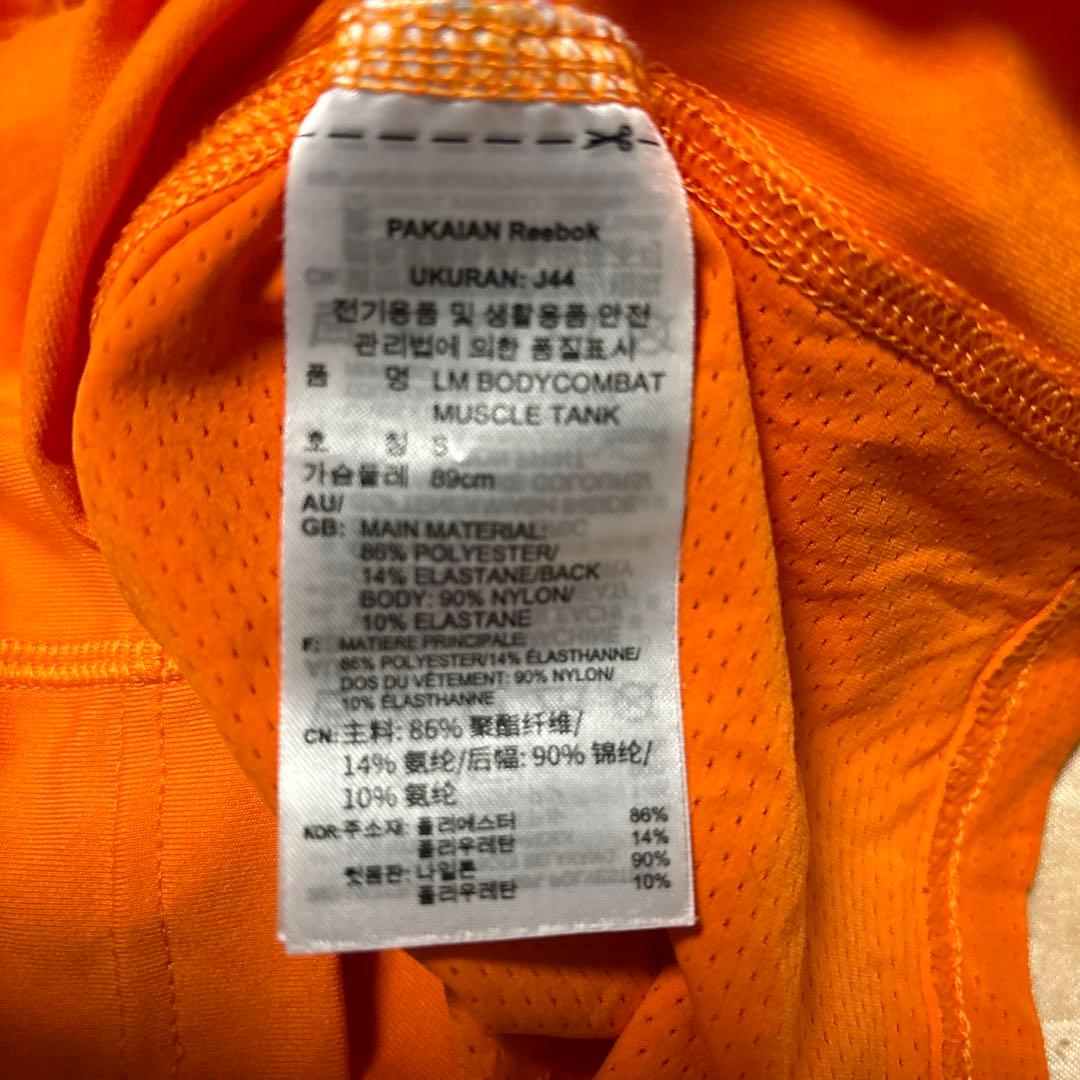 PAKAIAN Reebok
UKURAN: J44
전기용품 및 생활용품 안전
관리법에 의한 품질표시
품 명 LM BODYCOMBAT
MUSCLE TANK
호 칭 S
가슴둘레 89cm
AU/
GB: MAIN MATERIAL:
86% POLYESTER/
14% ELASTANE/BACK
BODY: 90% NYLON/
10% ELASTANE
F: MATIERE PRINCIPALE:
86% POLYESTER/14% ÉLASTHANNE/
DOS DU VÊTEMENT: 90% NYLON/
10% ÉLASTHANNE
CN: 主料: 86% 聚酯纤维/
14% 氨纶/后幅: 90% 锦纶/
10% 氨纶
KOR: 주소재: 폴리에스터 86%
폴리우레탄 14%
뒷몸판: 나일론 90%
폴리우레탄 10%